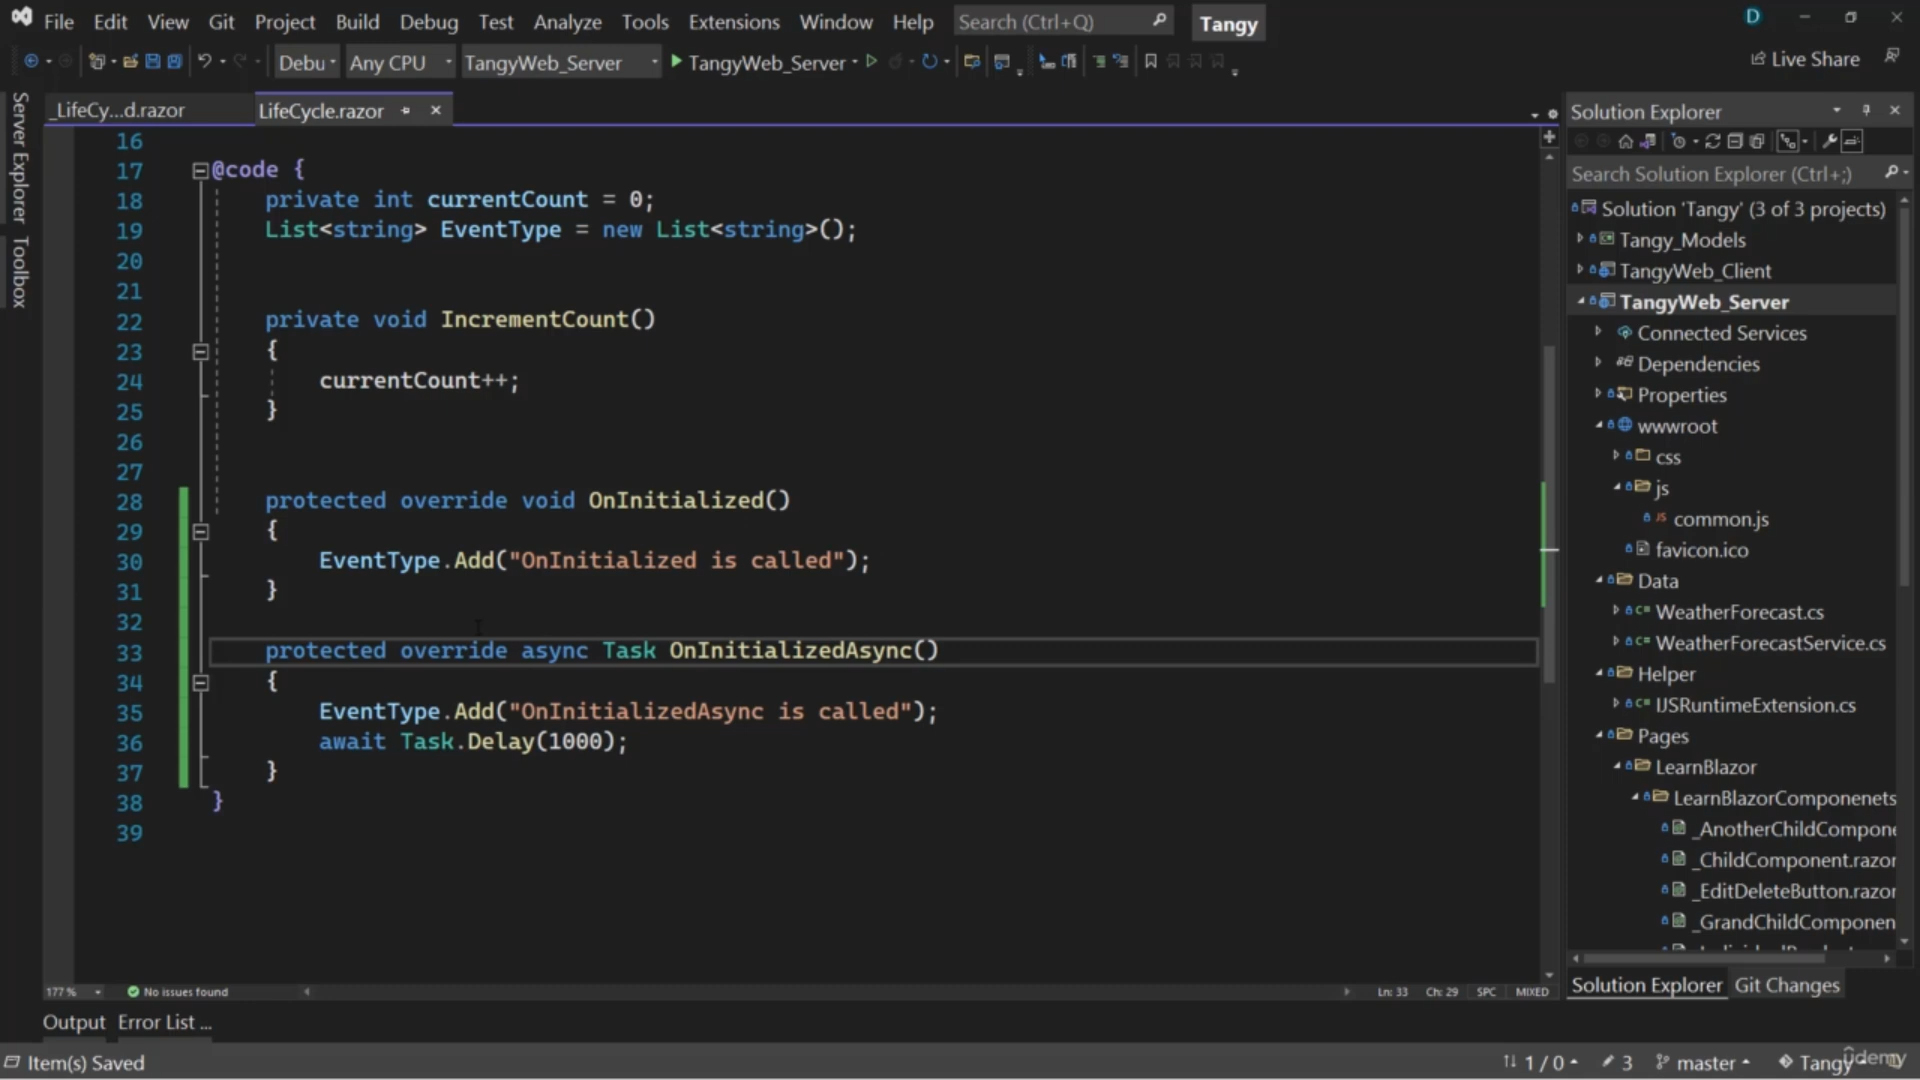 File Edit View Git Project Build Debug Test Analyze Tools Extensions Window Help Search (Ctrl+Q) Tangy D
Debu Any CPU TangyWeb_Server TangyWeb_Server Live Share
Server Explorer
Toolbox
_LifeCy...d.razor LifeCycle.razor
16
17 @code {
18 private int currentCount = 0;
19 List<string> EventType = new List<string>();
20
21
22 private void IncrementCount()
23 {
24 currentCount++;
25 }
26
27
28 protected override void OnInitialized()
29 {
30 EventType.Add("OnInitialized is called");
31 }
32
33 protected override async Task OnInitializedAsync()
34 {
35 EventType.Add("OnInitializedAsync is called");
36 await Task.Delay(1000);
37 }
38 }
39
177 % No issues found Ln: 33 Ch: 29 SPC MIXED
Solution Explorer
Search Solution Explorer (Ctrl+;)
Solution 'Tangy' (3 of 3 projects)
Tangy_Models
TangyWeb_Client
TangyWeb_Server
Connected Services
Dependencies
Properties
wwwroot
css
js
JS common.js
favicon.ico
Data
C# WeatherForecast.cs
C# WeatherForecastService.cs
Helper
C# IJSRuntimeExtension.cs
Pages
LearnBlazor
LearnBlazorComponenets
_AnotherChildCompone
_ChildComponent.razor
_EditDeleteButton.razor
_GrandChildComponen
Solution Explorer Git Changes
Output Error List ...
Item(s) Saved 1 / 0 3 master Tangy
ûdemy